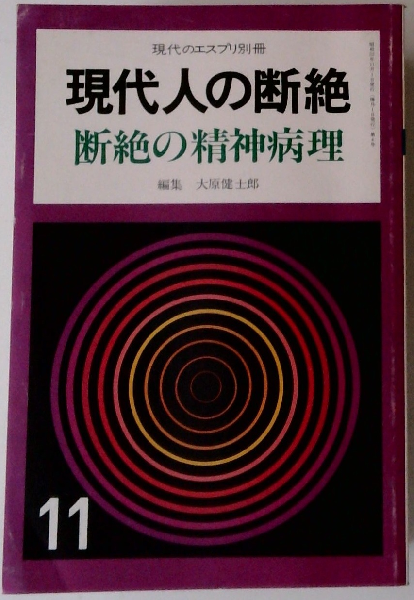 現代のエスプリ別冊
現代人の断絶
断絶の精神病理
編集　大原健士郎
11